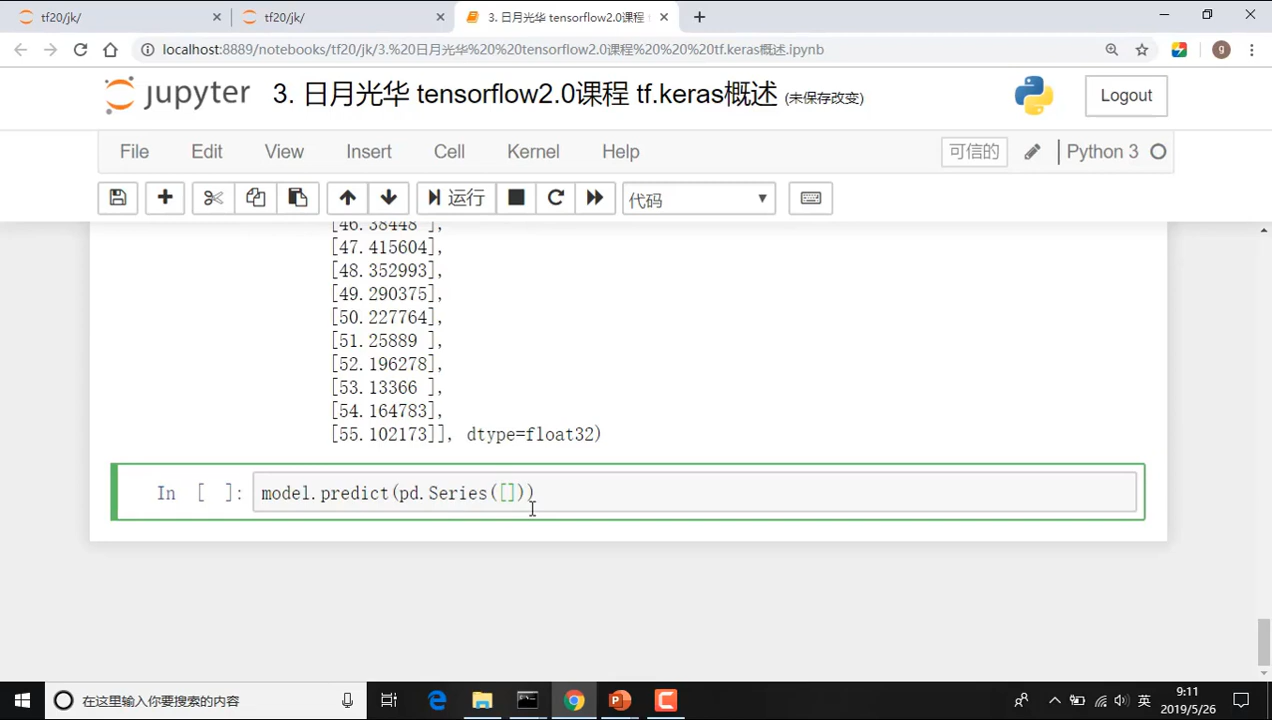 tf20/jk/
tf20/jk/
3. 日月光华 tensorflow2.0课程
localhost:8889/notebooks/tf20/jk/3.%20日月光华%20%20tensorflow2.0课程%20%20%20tf.keras概述.ipynb
g
jupyter 3. 日月光华 tensorflow2.0课程 tf.keras概述 (未保存改变)
Logout
File Edit View Insert Cell Kernel Help
可信的 Python 3
运行 代码
[46.38448 ],
[47.415604],
[48.352993],
[49.290375],
[50.227764],
[51.25889 ],
[52.196278],
[53.13366 ],
[54.164783],
[55.102173]], dtype=float32)
In [ ]: model.predict(pd.Series([]))
在这里输入你要搜索的内容
英
9:11
2019/5/26